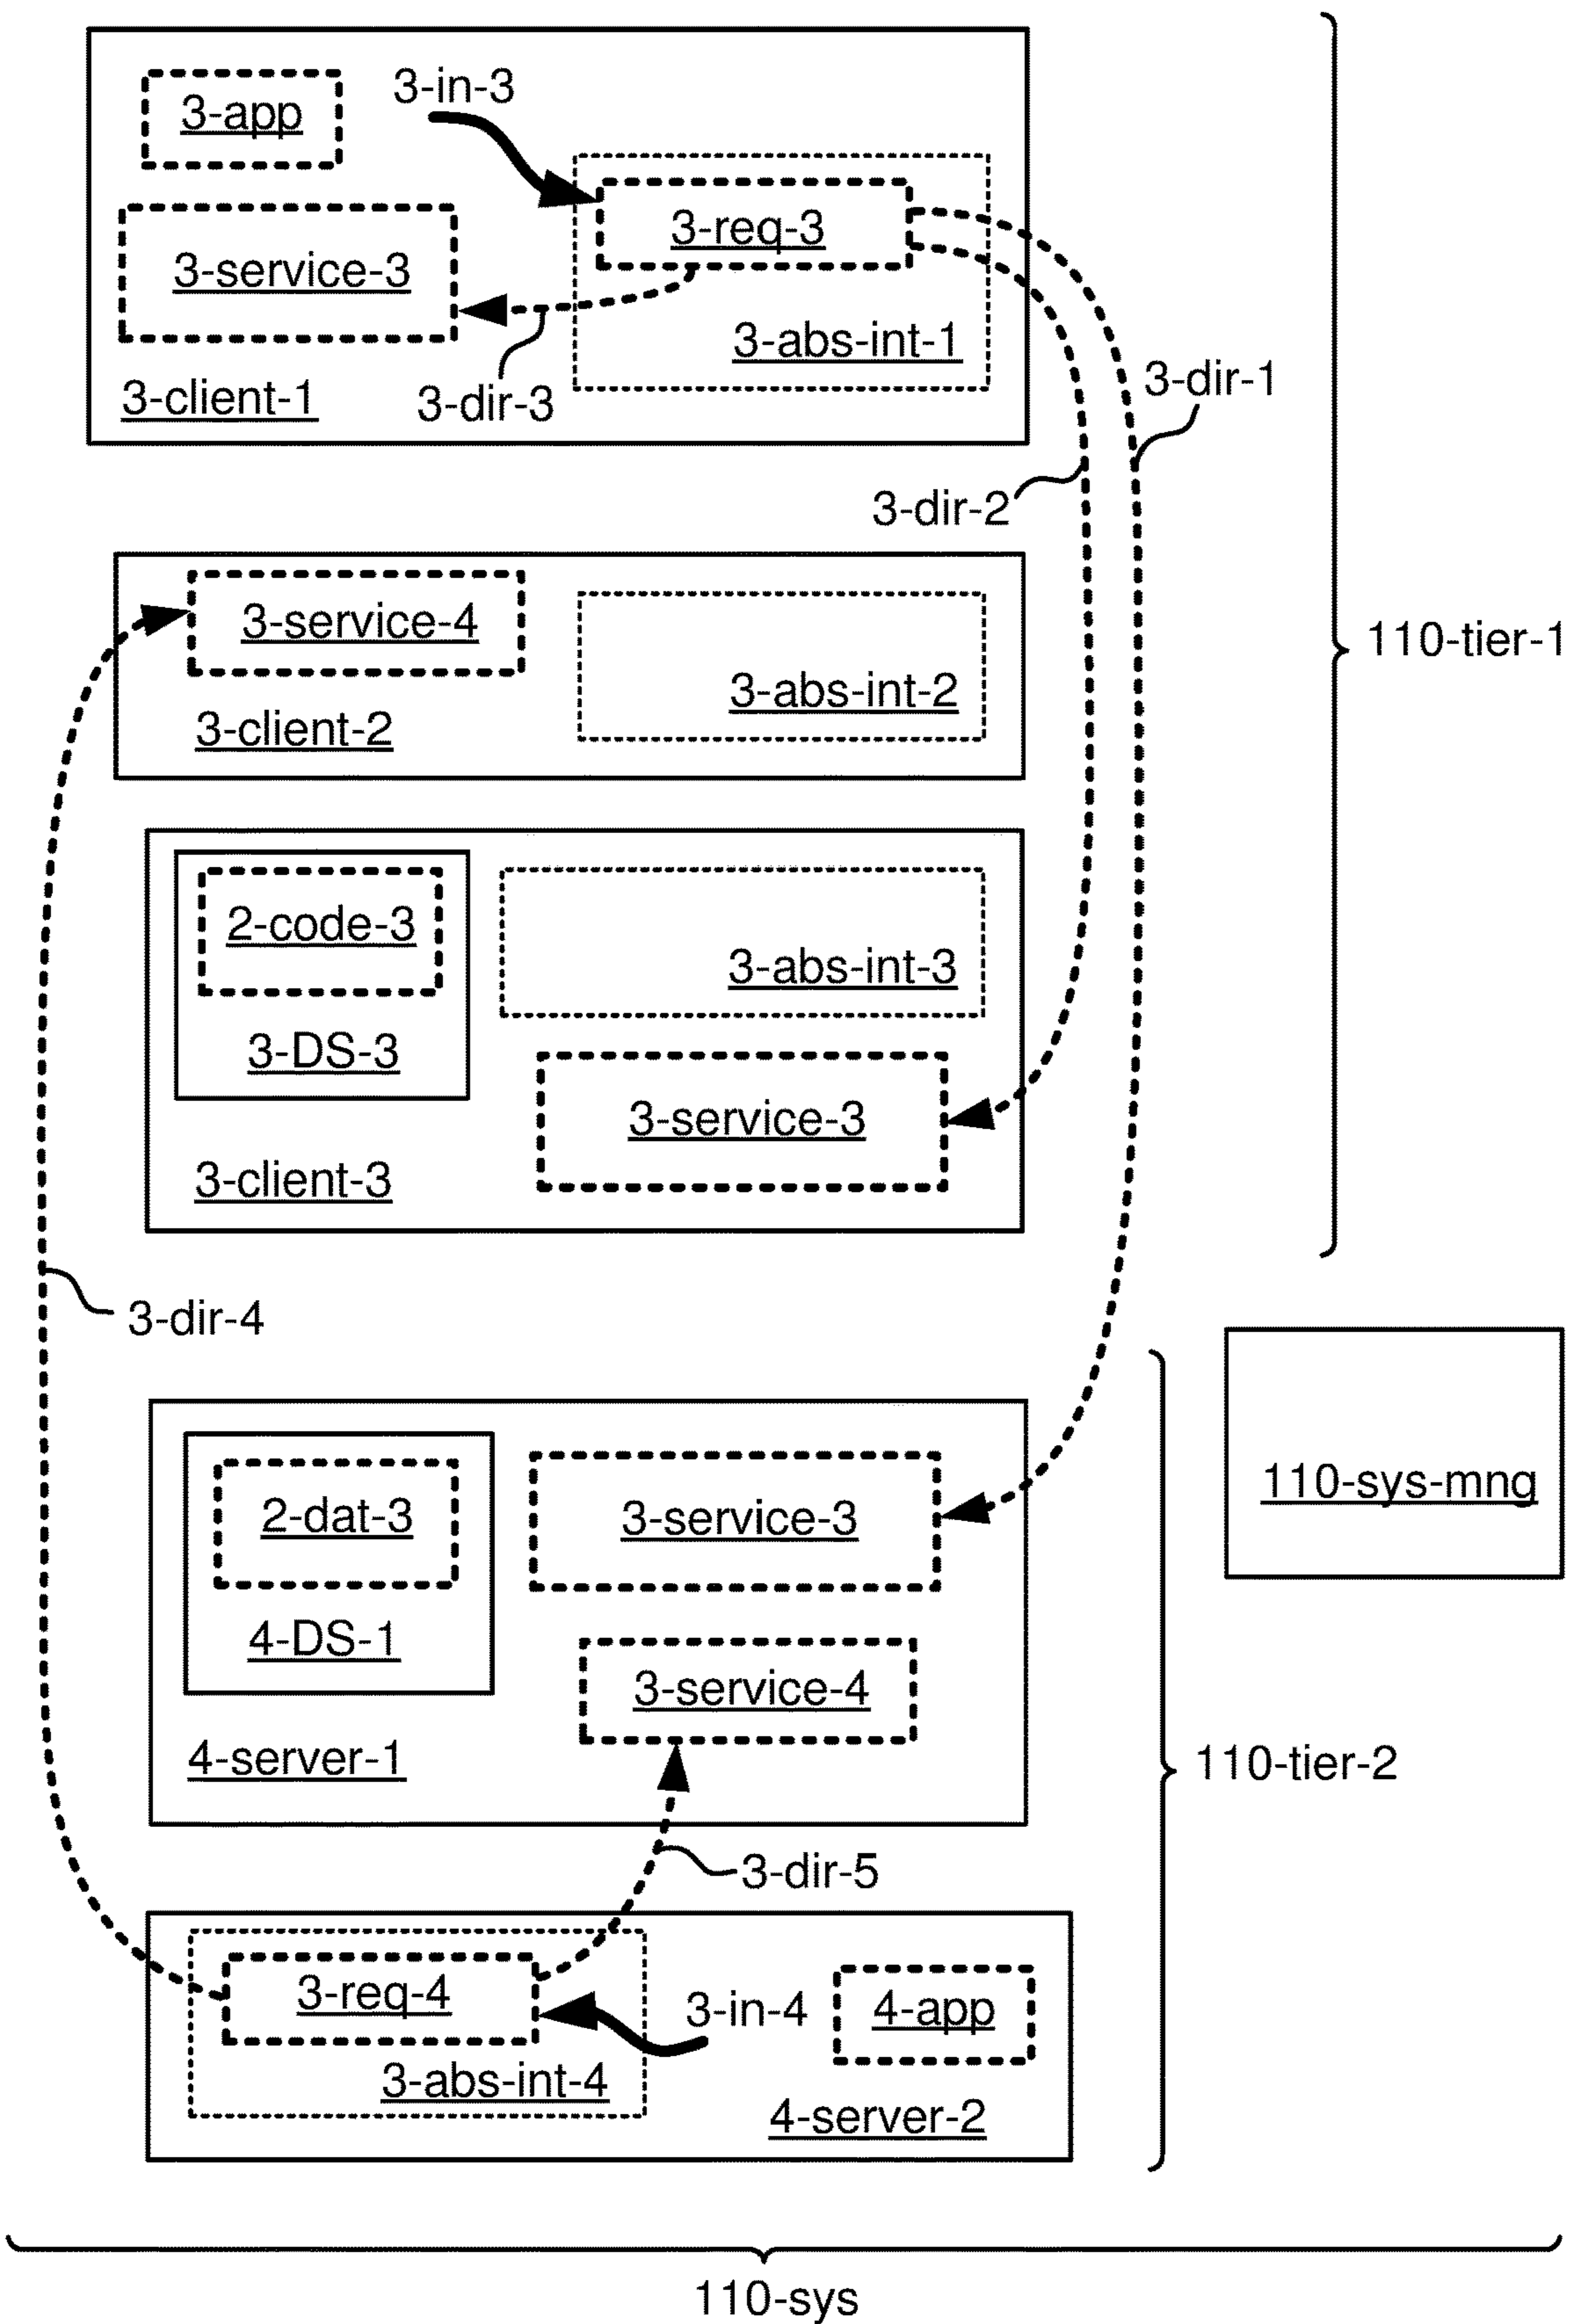 3-app
3-in-3
3-req-3
3-service-3
3-abs-int-1
3-client-1
3-dir-3
3-dir-1
3-dir-2
3-service-4
3-abs-int-2
3-client-2
110-tier-1
2-code-3
3-abs-int-3
3-DS-3
3-service-3
3-client-3
3-dir-4
2-dat-3
3-service-3
110-sys-mng
4-DS-1
3-service-4
4-server-1
110-tier-2
3-dir-5
3-req-4
3-in-4
4-app
3-abs-int-4
4-server-2
110-sys